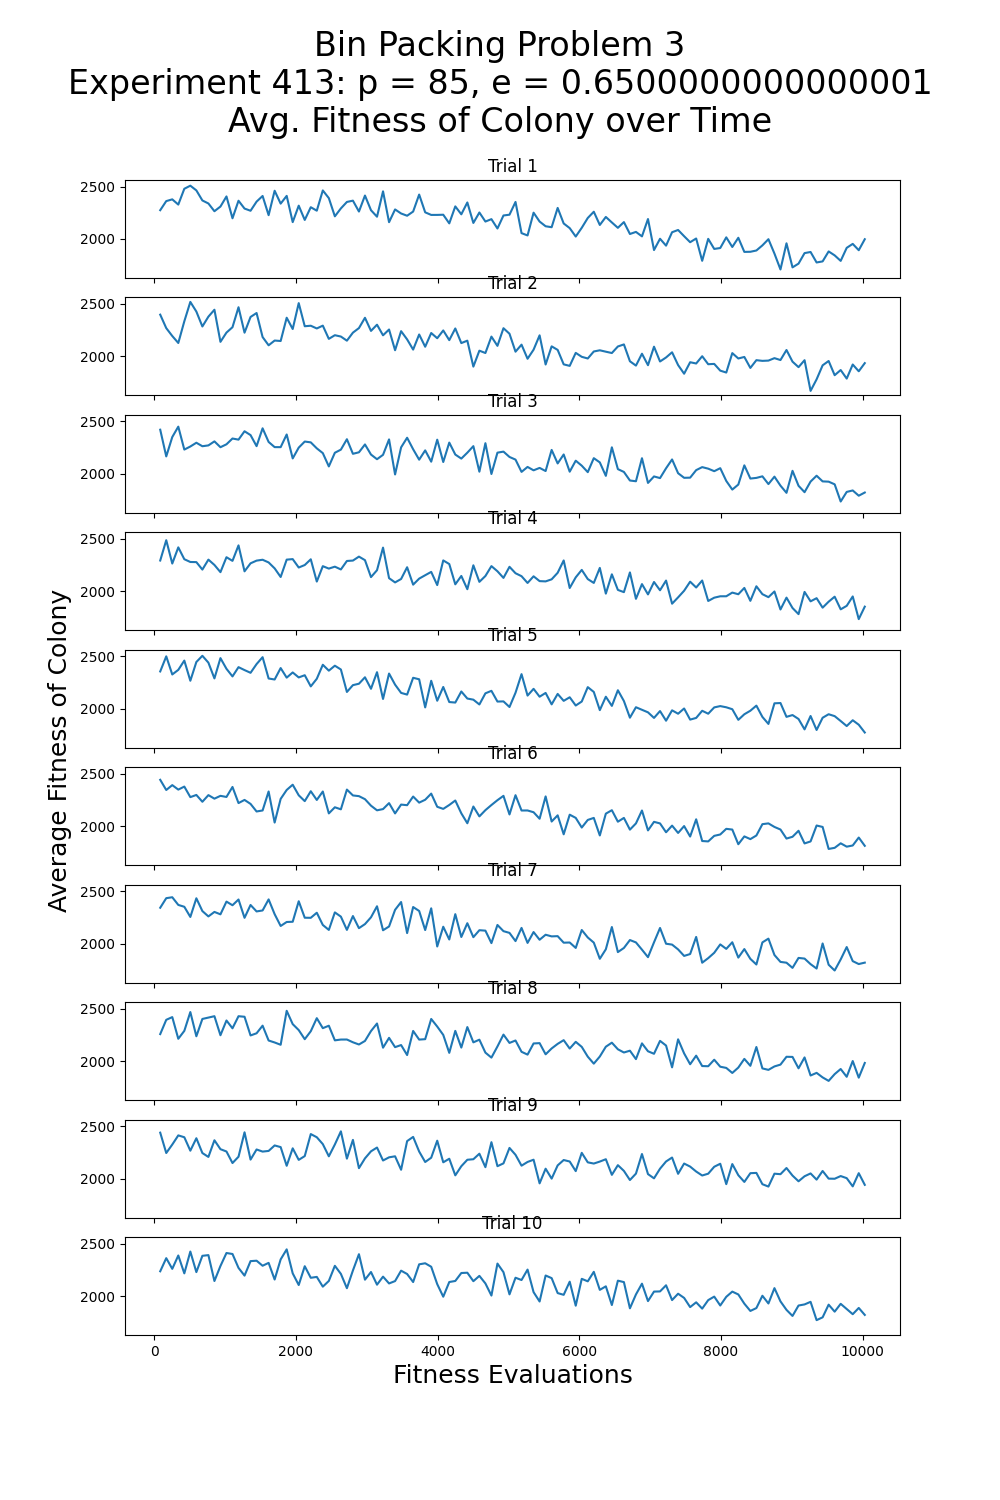 Bin Packing Problem 3
Experiment 413: p = 85, e = 0.6500000000000001
Avg. Fitness of Colony over Time
Trial 1
2500
2000
Trial 2
2500
2000
Trial 3
2500
2000
Trial 4
2500
2000
Trial 5
2500
2000
Trial 6
2500
2000
Trial 7
2500
2000
Trial 8
2500
2000
Trial 9
2500
2000
Trial 10
2500
2000
0 2000 4000 6000 8000 10000
Fitness Evaluations
Average Fitness of Colony